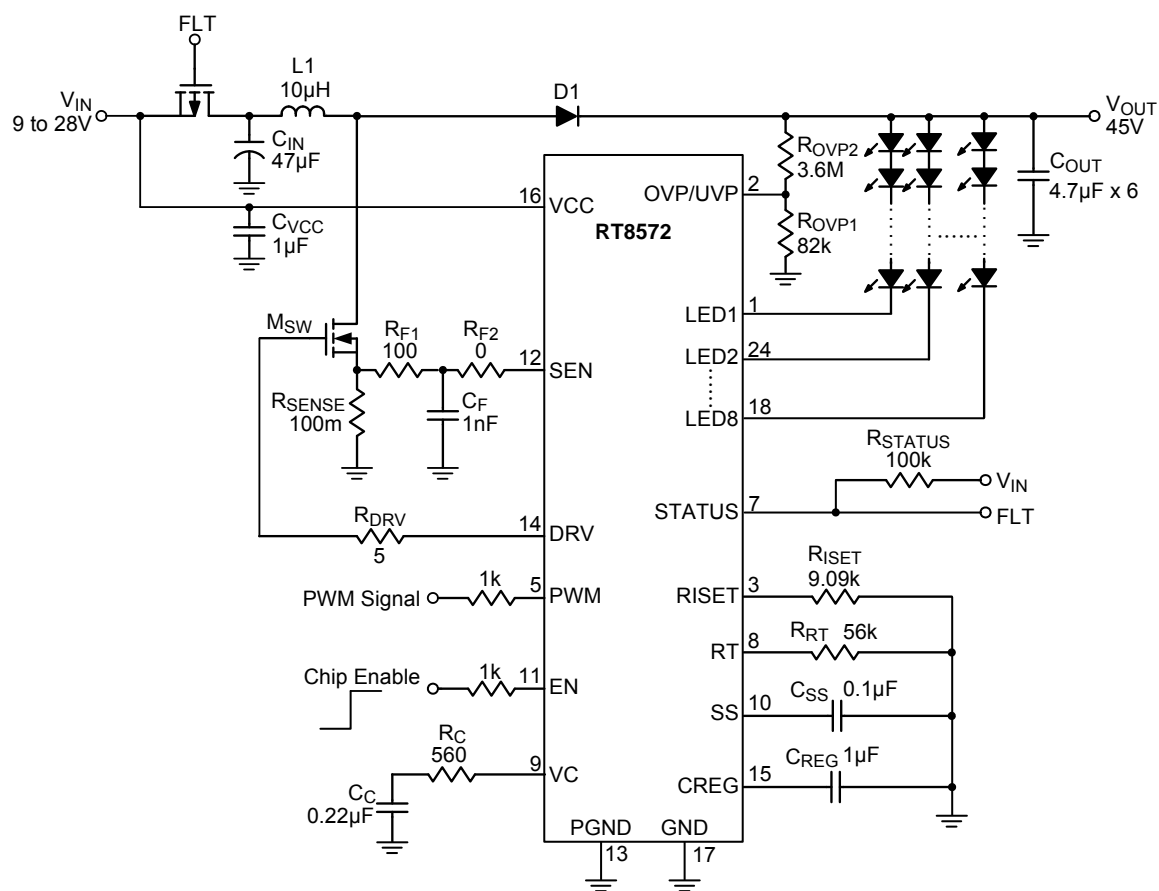 FLT
L1
10µH
D1
VIN
9 to 28V
VOUT
45V
CIN
47µF
ROVP2
3.6M
COUT
4.7µF x 6
2
OVP/UVP
16
VCC
RT8572
CVCC
1µF
ROVP1
82k
1
LED1
MSW
RF1
100
RF2
0
24
LED2
12
SEN
RSENSE
100m
CF
1nF
18
LED8
RSTATUS
100k
VIN
7
STATUS
FLT
RDRV
5
14
DRV
RISET
9.09k
PWM Signal
1k
5
PWM
3
RISET
RRT 56k
8
RT
Chip Enable
1k
11
EN
CSS 0.1µF
10
SS
RC
560
9
VC
CREG 1µF
15
CREG
CC
0.22µF
PGND
GND
13
17